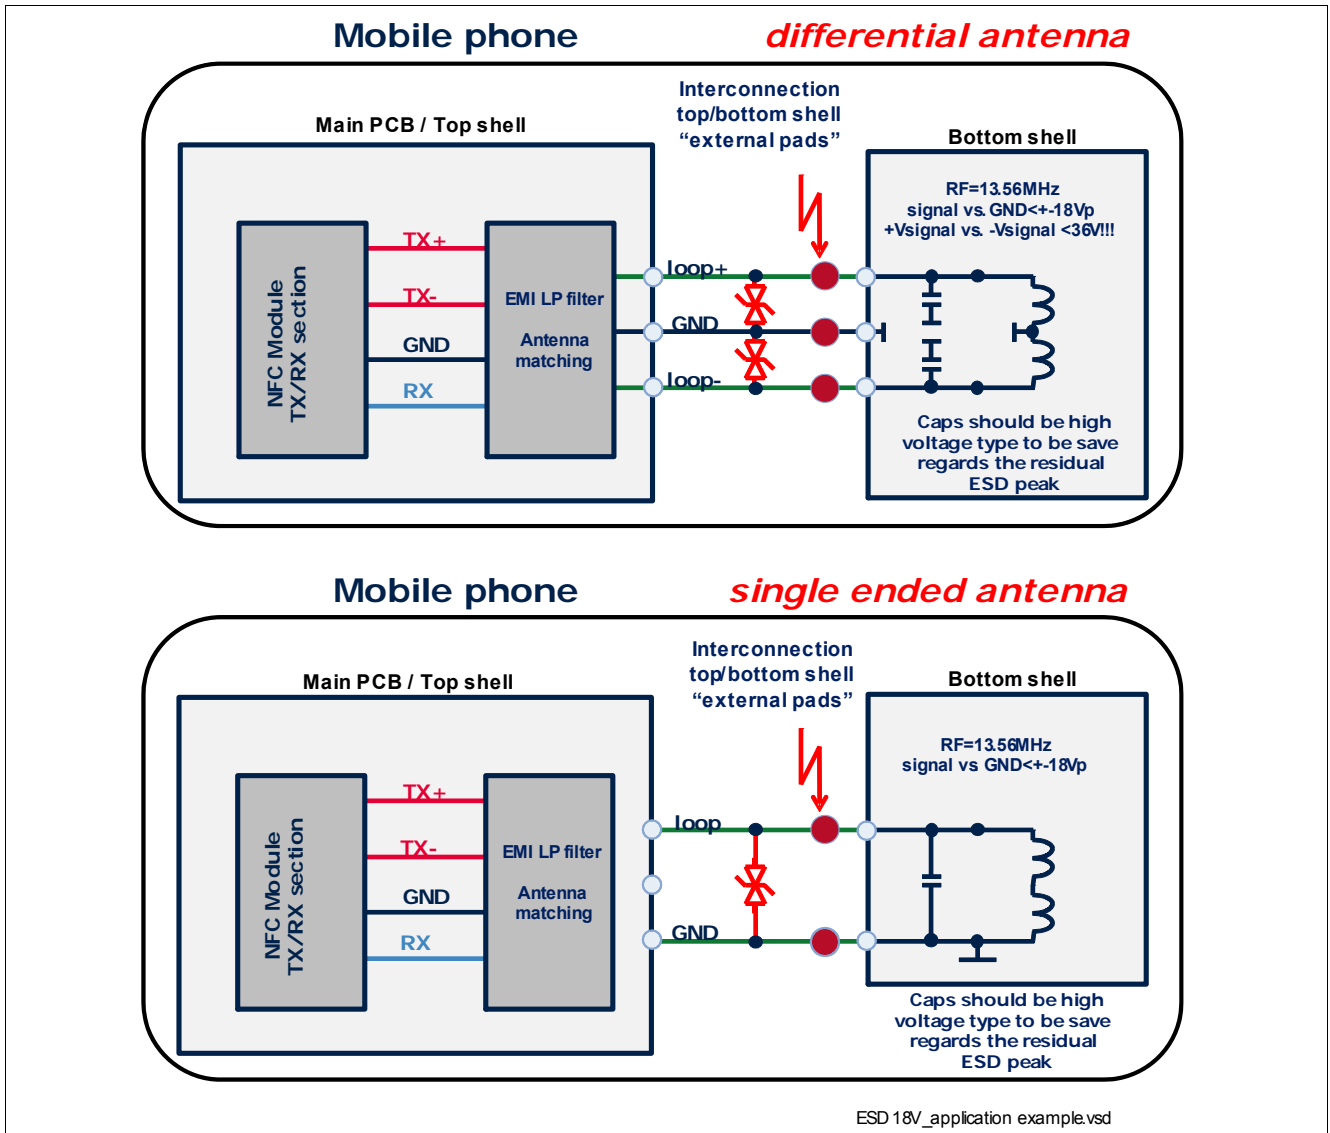 Mobile phone
differential antenna
Interconnection
top/bottom shell
“external pads”
Main PCB / Top shell
Bottom shell
RF=13.56MHz
signal vs. GND<+-18Vp
+Vsignal vs. -Vsignal <36V!!!
NFC Module
TX/RX section
TX+
TX-
GND
RX
EMI LP filter
Antenna
matching
loop+
GND
loop-
Caps should be high
voltage type to be save
regards the residual
ESD peak
Mobile phone
single ended antenna
Interconnection
top/bottom shell
“external pads”
Main PCB / Top shell
Bottom shell
RF=13.56MHz
signal vs. GND<+-18Vp
NFC Module
TX/RX section
TX+
TX-
GND
RX
EMI LP filter
Antenna
matching
loop
GND
Caps should be high
voltage type to be save
regards the residual
ESD peak
ESD18V_application example.vsd